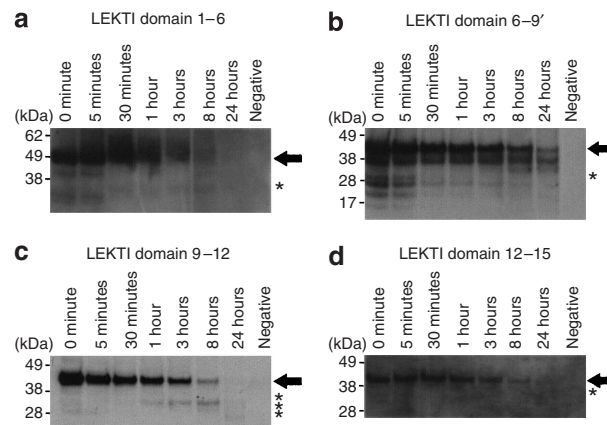 a LEKTI domain 1–6
0 minute 5 minutes 30 minutes 1 hour 3 hours 8 hours 24 hours Negative
(kDa)
62
49
38
*
b LEKTI domain 6–9′
0 minute 5 minutes 30 minutes 1 hour 3 hours 8 hours 24 hours Negative
(kDa)
49
38
28
17
*
c LEKTI domain 9–12
0 minute 5 minutes 30 minutes 1 hour 3 hours 8 hours 24 hours Negative
(kDa)
49
38
28
*
*
*
d LEKTI domain 12–15
0 minute 5 minutes 30 minutes 1 hour 3 hours 8 hours 24 hours Negative
(kDa)
49
38
28
*